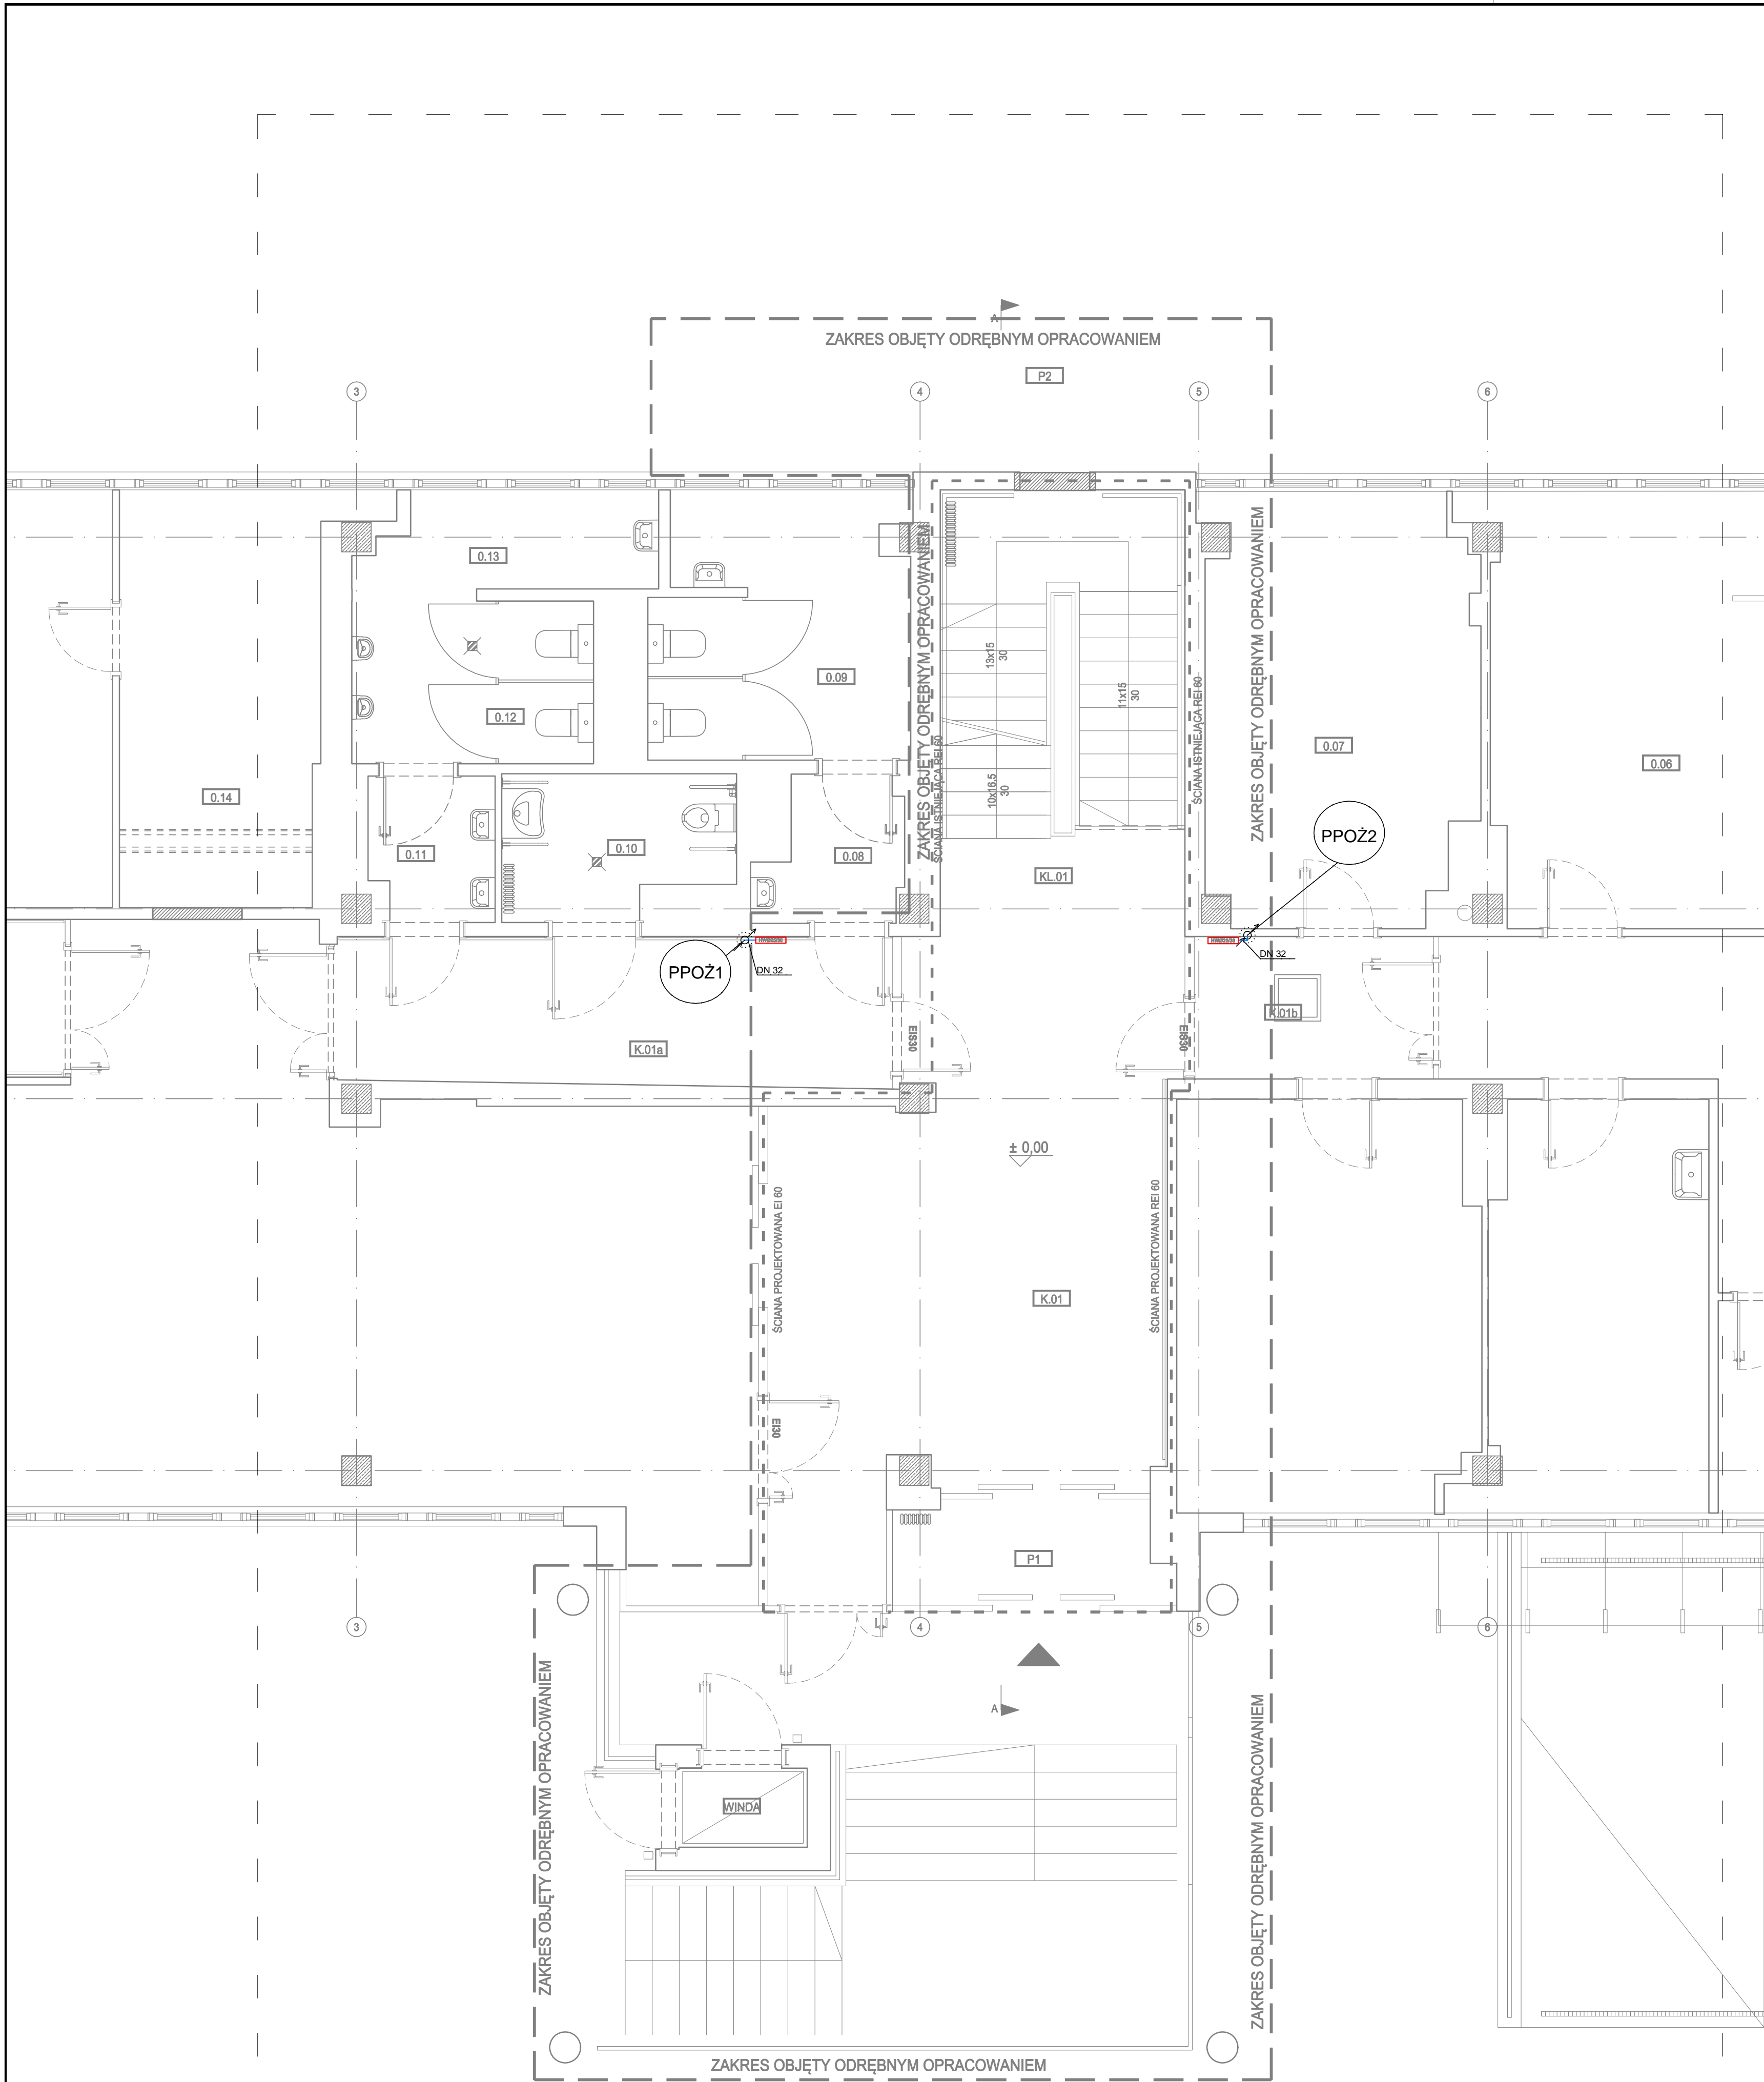 A
ZAKRES OBJĘTY ODRĘBNYM OPRACOWANIEM
P2
3
4
5
6
ZAKRES OBJĘTY ODRĘBNYM OPRACOWANIEM
ZAKRES OBJĘTY ODRĘBNYM OPRACOWANIEM
0.13
0.09
0.12
13x15
30
11x15
30
ŚCIANA ISTNIEJĄCA REI 60
ŚCIANA ISTNIEJĄCA REI 60
0.07
0.06
0.14
10x16,5
30
PPOŻ2
0.11
0.10
0.08
KL.01
PPOŻ1
DN 32
DN 32
K.01b
K.01a
EIS30
EIS30
± 0,00
ŚCIANA PROJEKTOWANA EI 60
ŚCIANA PROJEKTOWANA REI 60
K.01
EI30
P1
3
4
5
6
A
ZAKRES OBJĘTY ODRĘBNYM OPRACOWANIEM
ZAKRES OBJĘTY ODRĘBNYM OPRACOWANIEM
WINDA
ZAKRES OBJĘTY ODRĘBNYM OPRACOWANIEM